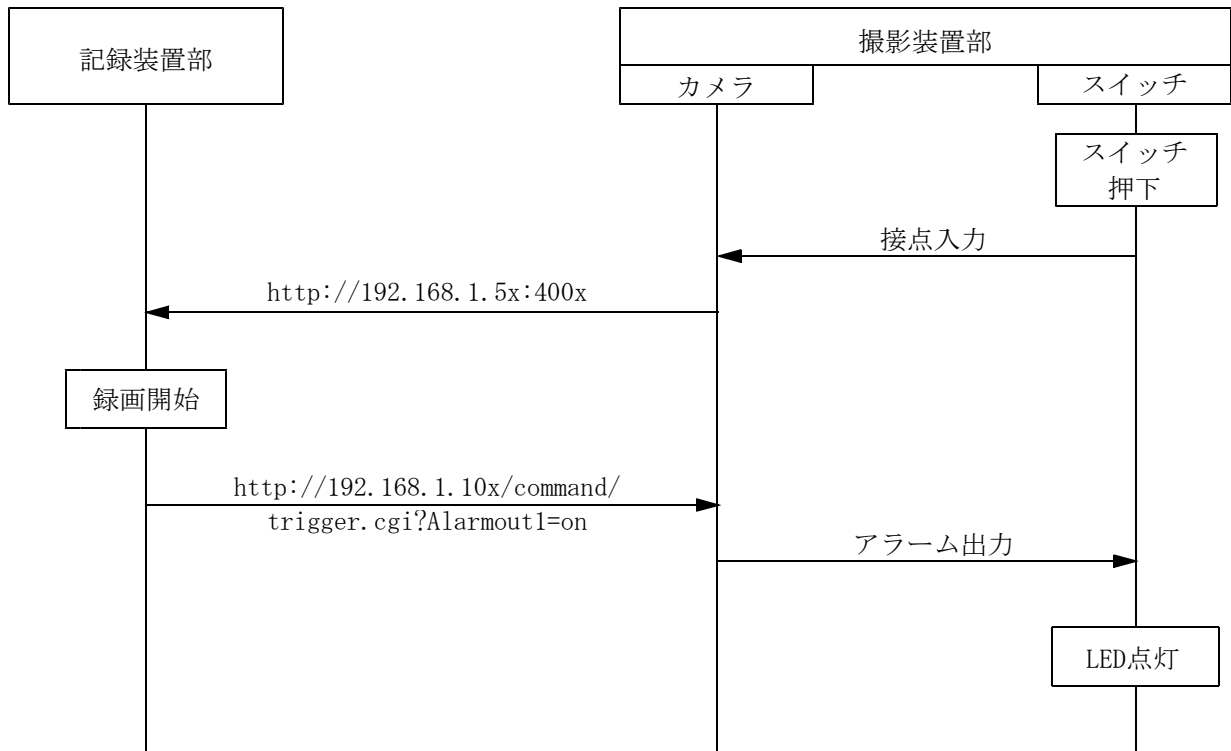 記録装置部
撮影装置部
カメラ
スイッチ
スイッチ
押下
接点入力
http://192.168.1.5x:400x
録画開始
http://192.168.1.10x/command/
trigger.cgi?Alarmout1=on
アラーム出力
LED点灯